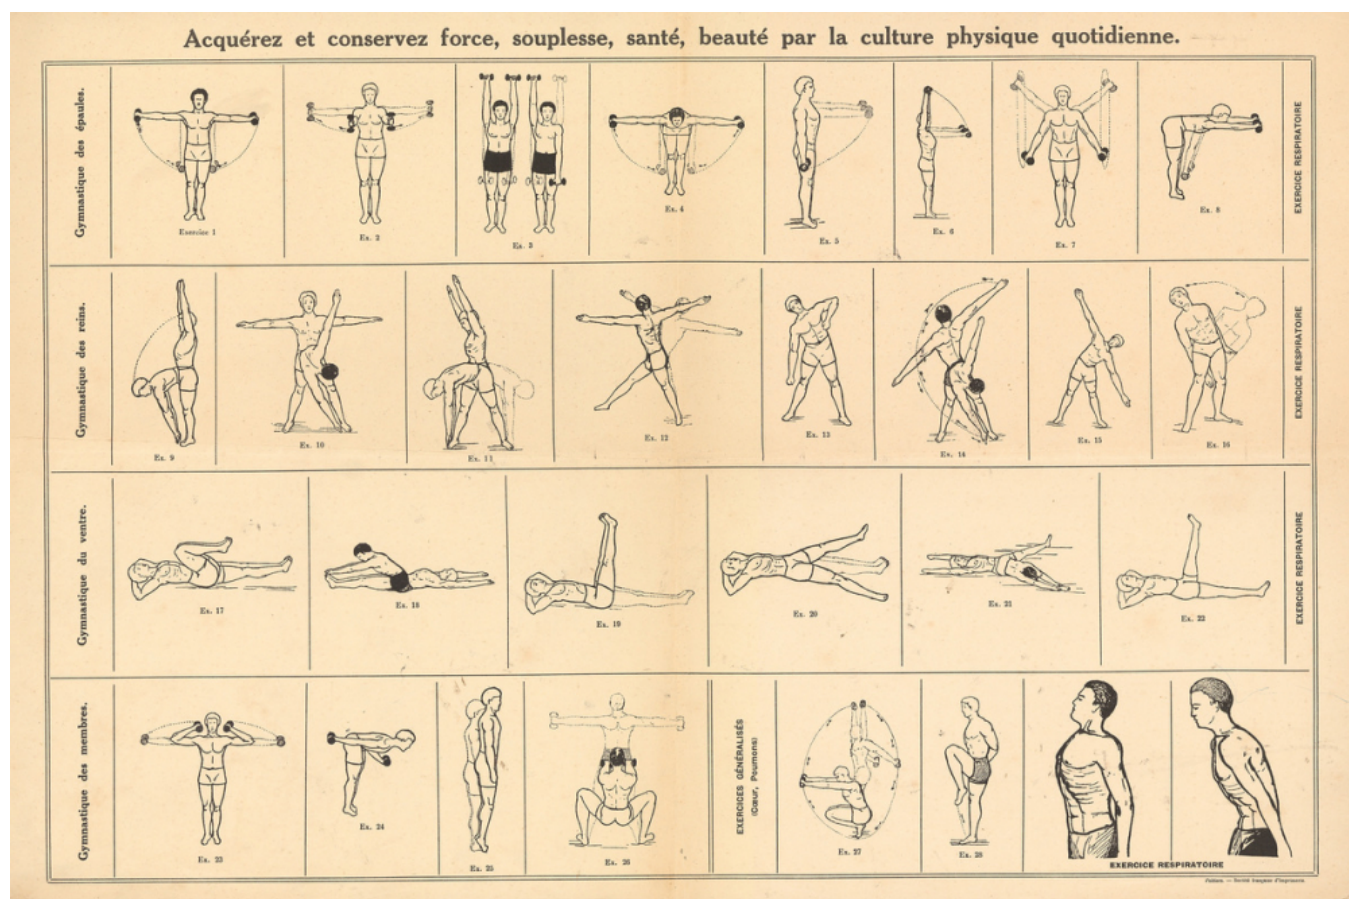 Acquérez et conservez force, souplesse, santé, beauté par la culture physique quotidienne.
Gymnastique des épaules.
Exercice 1
Ex. 2
Ex. 3
Ex. 4
Ex. 5
Ex. 6
Ex. 7
Ex. 8
EXERCICE RESPIRATOIRE
Gymnastique des reins.
Ex. 9
Ex. 10
Ex. 11
Ex. 12
Ex. 13
Ex. 14
Ex. 15
Ex. 16
EXERCICE RESPIRATOIRE
Gymnastique du ventre.
Ex. 17
Ex. 18
Ex. 19
Ex. 20
Ex. 21
Ex. 22
EXERCICE RESPIRATOIRE
Gymnastique des membres.
Ex. 23
Ex. 24
Ex. 25
Ex. 26
EXERCICES GÉNÉRALISÉS
(Cœur, Poumons)
Ex. 27
Ex. 28
EXERCICE RESPIRATOIRE
Poitiers. — Société française d'Imprimerie.